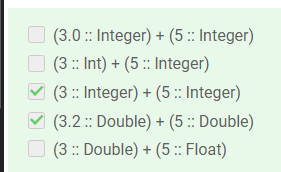 (3.0 :: Integer) + (5 :: Integer)
(3 :: Int) + (5 :: Integer)
(3 :: Integer) + (5 :: Integer)
(3.2 :: Double) + (5 :: Double)
(3 :: Double) + (5 :: Float)